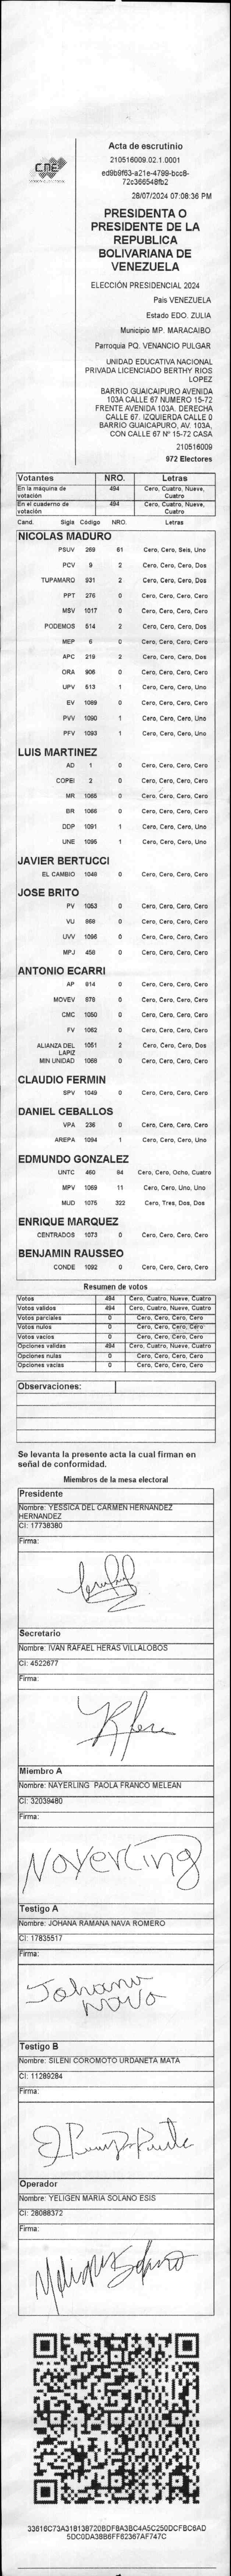 CNE
Acta de escrutinio
210516009.02.1.0001
ed9b9f63-a21e-4799-bcc8-
72c366548fb2
28/07/2024 07:08:36 PM
PRESIDENTA O
PRESIDENTE DE LA
REPUBLICA
BOLIVARIANA DE
VENEZUELA
ELECCIÓN PRESIDENCIAL 2024
País VENEZUELA
Estado EDO. ZULIA
Municipio MP. MARACAIBO
Parroquia PQ. VENANCIO PULGAR
UNIDAD EDUCATIVA NACIONAL
PRIVADA LICENCIADO BERTHY RIOS
LOPEZ
BARRIO GUAICAIPURO AVENIDA
103A CALLE 67 NUMERO 15-72
FRENTE AVENIDA 103A. DERECHA
CALLE 67. IZQUIERDA CALLE 0
BARRIO GUAICAPURO, AV. 103A,
CON CALLE 67 Nº 15-72 CASA
210516009
972 Electores
Votantes NRO. Letras
En la máquina de votación 494 Cero, Cuatro, Nueve, Cuatro
En el cuaderno de votación 494 Cero, Cuatro, Nueve, Cuatro
Cand. Sigla Código NRO. Letras
NICOLAS MADURO
PSUV 269 61 Cero, Cero, Seis, Uno
PCV 9 2 Cero, Cero, Cero, Dos
TUPAMARO 931 2 Cero, Cero, Cero, Dos
PPT 276 0 Cero, Cero, Cero, Cero
MSV 1017 0 Cero, Cero, Cero, Cero
PODEMOS 514 2 Cero, Cero, Cero, Dos
MEP 6 0 Cero, Cero, Cero, Cero
APC 219 2 Cero, Cero, Cero, Dos
ORA 906 0 Cero, Cero, Cero, Cero
UPV 513 1 Cero, Cero, Cero, Uno
EV 1089 0 Cero, Cero, Cero, Cero
PVV 1090 1 Cero, Cero, Cero, Uno
PFV 1093 1 Cero, Cero, Cero, Uno
LUIS MARTINEZ
AD 1 0 Cero, Cero, Cero, Cero
COPEI 2 0 Cero, Cero, Cero, Cero
MR 1065 0 Cero, Cero, Cero, Cero
BR 1066 0 Cero, Cero, Cero, Cero
DDP 1091 1 Cero, Cero, Cero, Uno
UNE 1095 1 Cero, Cero, Cero, Uno
JAVIER BERTUCCI
EL CAMBIO 1048 0 Cero, Cero, Cero, Cero
JOSE BRITO
PV 1053 0 Cero, Cero, Cero, Cero
VU 868 0 Cero, Cero, Cero, Cero
UVV 1096 0 Cero, Cero, Cero, Cero
MPJ 458 0 Cero, Cero, Cero, Cero
ANTONIO ECARRI
AP 814 0 Cero, Cero, Cero, Cero
MOVEV 878 0 Cero, Cero, Cero, Cero
CMC 1050 0 Cero, Cero, Cero, Cero
FV 1062 0 Cero, Cero, Cero, Cero
ALIANZA DEL LAPIZ 1051 2 Cero, Cero, Cero, Dos
MIN UNIDAD 1068 0 Cero, Cero, Cero, Cero
CLAUDIO FERMIN
SPV 1049 0 Cero, Cero, Cero, Cero
DANIEL CEBALLOS
VPA 236 0 Cero, Cero, Cero, Cero
AREPA 1094 1 Cero, Cero, Cero, Uno
EDMUNDO GONZALEZ
UNTC 460 84 Cero, Cero, Ocho, Cuatro
MPV 1069 11 Cero, Cero, Uno, Uno
MUD 1075 322 Cero, Tres, Dos, Dos
ENRIQUE MARQUEZ
CENTRADOS 1073 0 Cero, Cero, Cero, Cero
BENJAMIN RAUSSEO
CONDE 1092 0 Cero, Cero, Cero, Cero
Resumen de votos
Votos 494 Cero, Cuatro, Nueve, Cuatro
Votos validos 494 Cero, Cuatro, Nueve, Cuatro
Votos parciales 0 Cero, Cero, Cero, Cero
Votos nulos 0 Cero, Cero, Cero, Cero
Votos vacios 0 Cero, Cero, Cero, Cero
Opciones validas 494 Cero, Cuatro, Nueve, Cuatro
Opciones nulas 0 Cero, Cero, Cero, Cero
Opciones vacias 0 Cero, Cero, Cero, Cero
Observaciones:
Se levanta la presente acta la cual firman en
señal de conformidad.
Miembros de la mesa electoral
Presidente
Nombre: YESSICA DEL CARMEN HERNANDEZ
HERNANDEZ
CI: 17738380
Firma:
Secretario
Nombre: IVAN RAFAEL HERAS VILLALOBOS
CI: 4522677
Firma:
Miembro A
Nombre: NAYERLING PAOLA FRANCO MELEAN
CI: 32039480
Firma:
Nayerling
Testigo A
Nombre: JOHANA RAMANA NAVA ROMERO
CI: 17835517
Firma:
Johana
Nava
Testigo B
Nombre: SILENI COROMOTO URDANETA MATA
CI: 11289284
Firma:
Operador
Nombre: YELIGEN MARIA SOLANO ESIS
CI: 28088372
Firma:
33616C73A318138720BDF8A3BC4A5C250DCFBC6AD
5DC0DA38B6FF62367AF747C